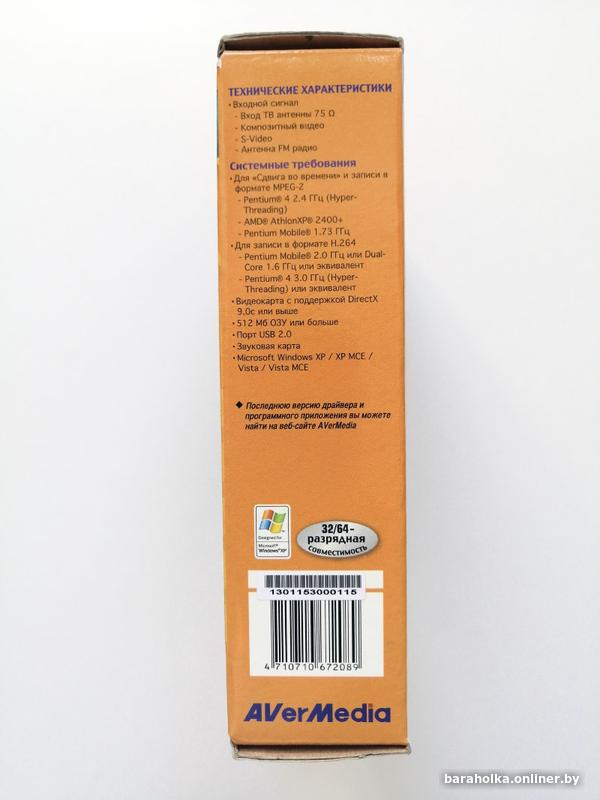 ТЕХНИЧЕСКИЕ ХАРАКТЕРИСТИКИ
• Входной сигнал
- Вход ТВ антенны 75 Ω
- Композитный видео
- S-Video
- Антенна FM радио
Системные требования
• Для «Сдвига во времени» и записи в
формате MPEG-2
- Pentium® 4 2.4 ГГц (Hyper-
Threading)
- AMD® AthlonXP® 2400+
- Pentium Mobile® 1.73 ГГц
• Для записи в формате H.264
- Pentium Mobile® 2.0 ГГц или Dual-
Core 1.6 ГГц или эквивалент
- Pentium® 4 3.0 ГГц (Hyper-
Threading) или эквивалент
• Видеокарта с поддержкой DirectX
9.0c или выше
• 512 Мб ОЗУ или больше
• Порт USB 2.0
• Звуковая карта
• Microsoft Windows XP / XP MCE /
Vista / Vista MCE
◆ Последнюю версию драйвера и
программного приложения вы можете
найти на веб-сайте AVerMedia
Designed for
Microsoft®
Windows®XP
32/64-
разрядная
совместимость
1301153000115
4 710710 672089
AVerMedia
baraholka.onliner.by